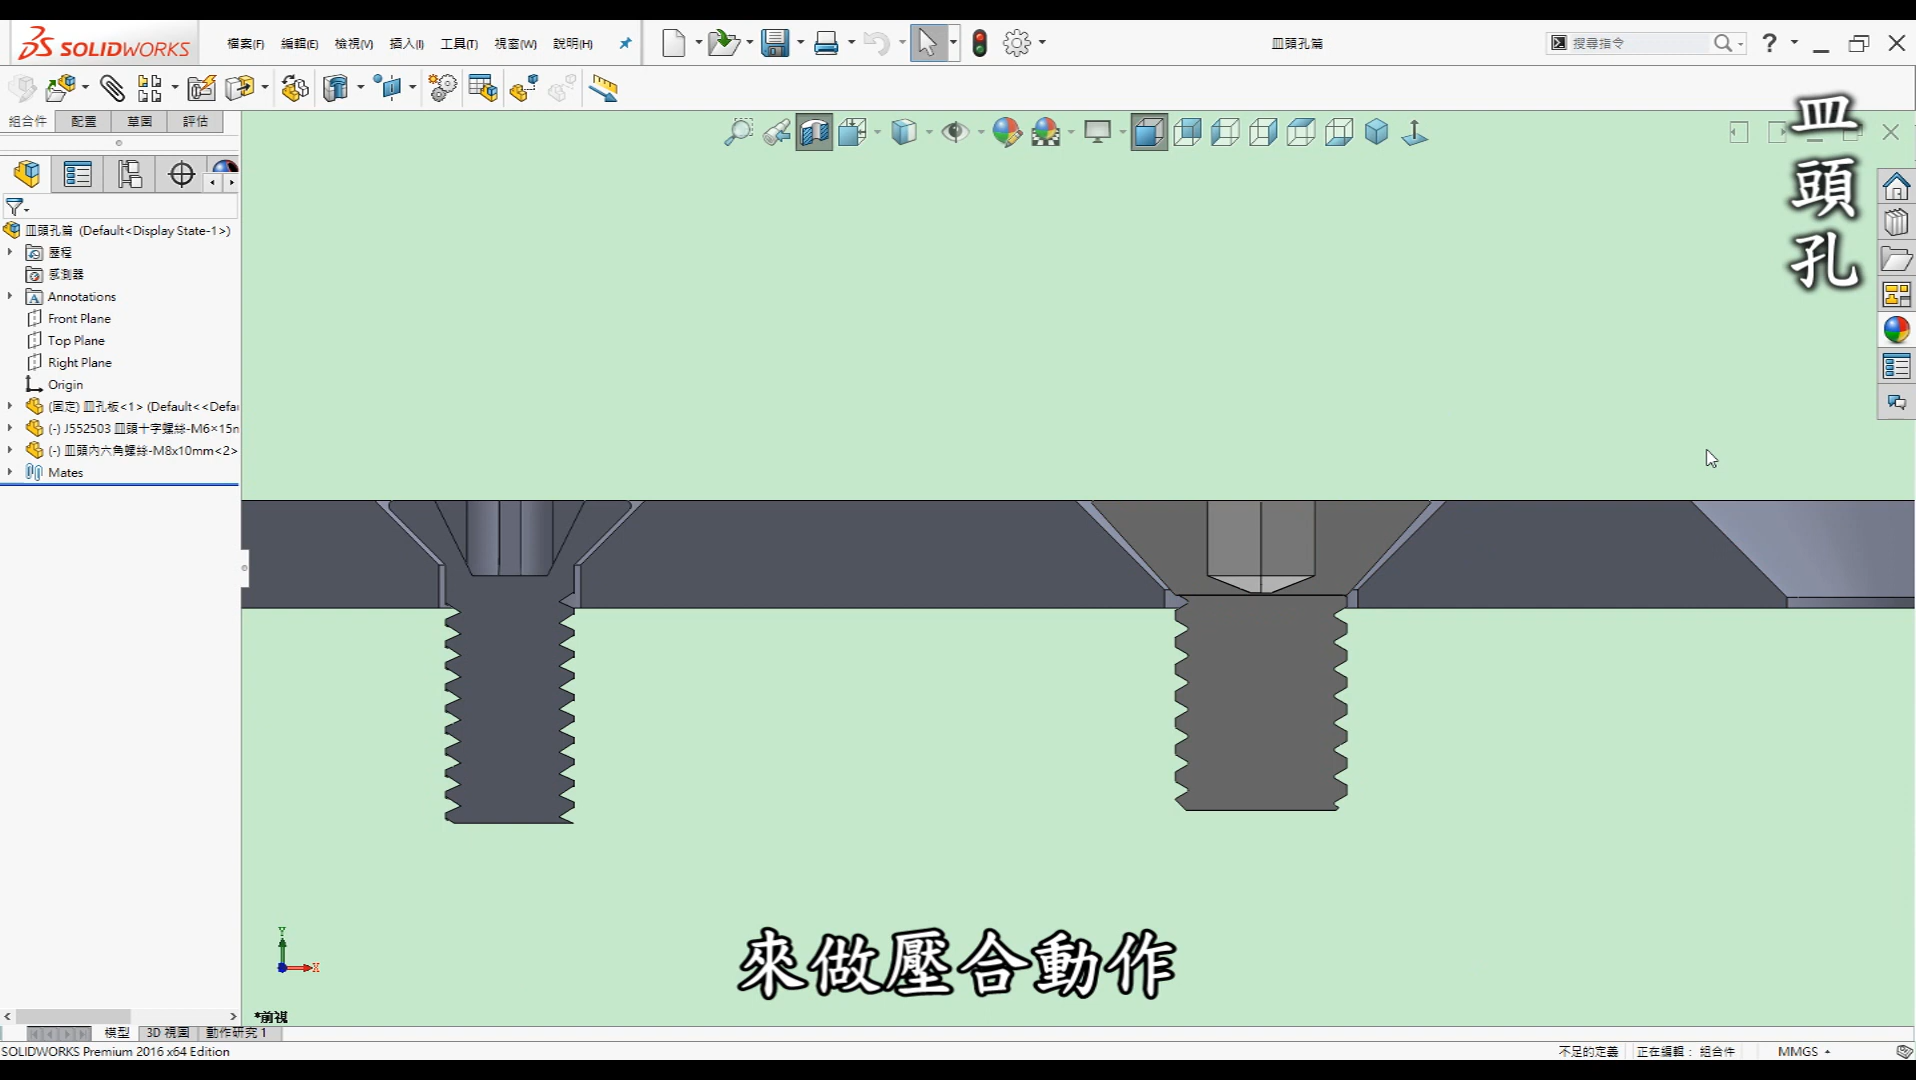 SOLIDWORKS
檔案(F) 編輯(E) 檢視(V) 插入(I) 工具(T) 視窗(W) 說明(H)
皿頭孔篇
搜尋指令
組合件 配置 草圖 評估
皿頭孔
皿頭孔篇 (Default<Display State-1>)
歷程
感測器
Annotations
Front Plane
Top Plane
Right Plane
Origin
(固定) 皿孔板<1> (Default<<Defa
(-) J552503 皿頭十字螺絲-M6×15m
(-) 皿頭內六角螺絲-M8x10mm<2>
Mates
Y
X
來做壓合動作
*前視
模型 3D 視圖 動作研究 1
SOLIDWORKS Premium 2016 x64 Edition
不足的定義 正在編輯： 組合件 MMGS